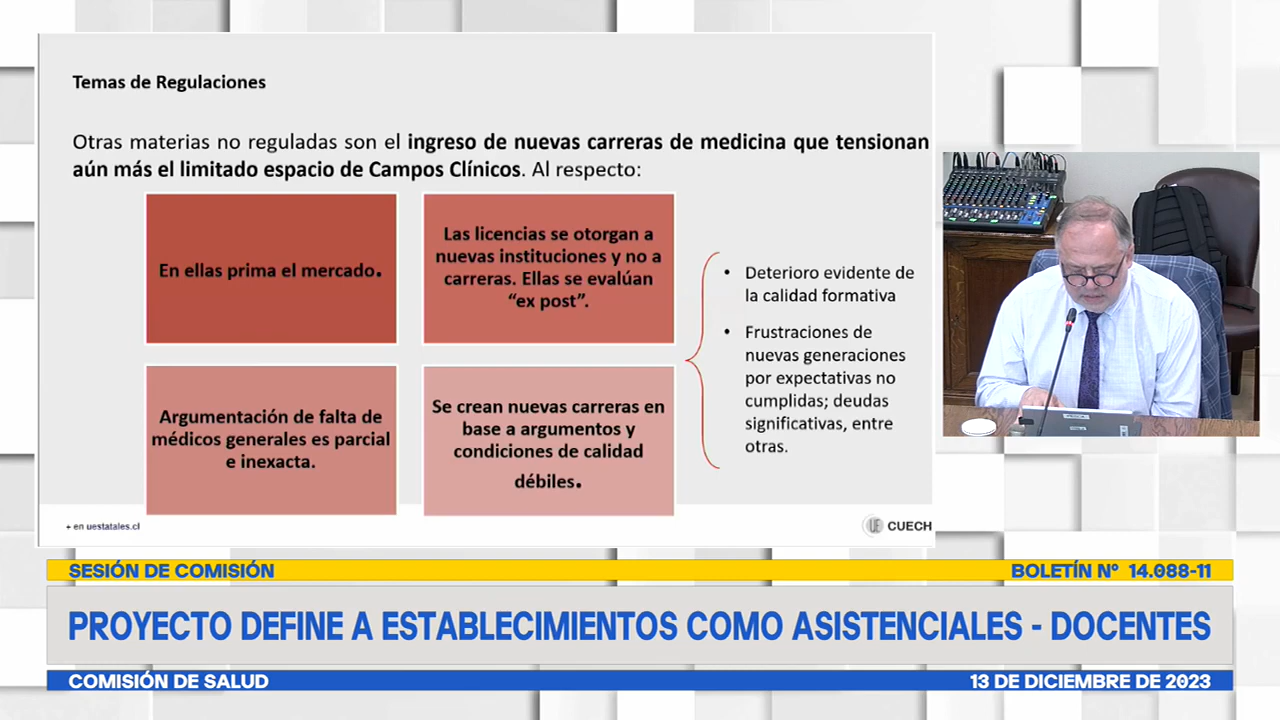 Temas de Regulaciones
Otras materias no reguladas son el ingreso de nuevas carreras de medicina que tensionan
aún más el limitado espacio de Campos Clínicos. Al respecto:
En ellas prima el mercado.
Las licencias se otorgan a
nuevas instituciones y no a
carreras. Ellas se evalúan
“ex post”.
Argumentación de falta de
médicos generales es parcial
e inexacta.
Se crean nuevas carreras en
base a argumentos y
condiciones de calidad
débiles.
• Deterioro evidente de
la calidad formativa
• Frustraciones de
nuevas generaciones
por expectativas no
cumplidas; deudas
significativas, entre
otras.
+ en uestatales.cl
UE CUECH
SESIÓN DE COMISIÓN
BOLETÍN N° 14.088-11
PROYECTO DEFINE A ESTABLECIMIENTOS COMO ASISTENCIALES - DOCENTES
COMISIÓN DE SALUD
13 DE DICIEMBRE DE 2023